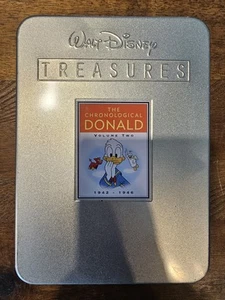 WALT DISNEY
TREASURES
THE
CHRONOLOGICAL
DONALD
VOLUME TWO
1942 - 1946